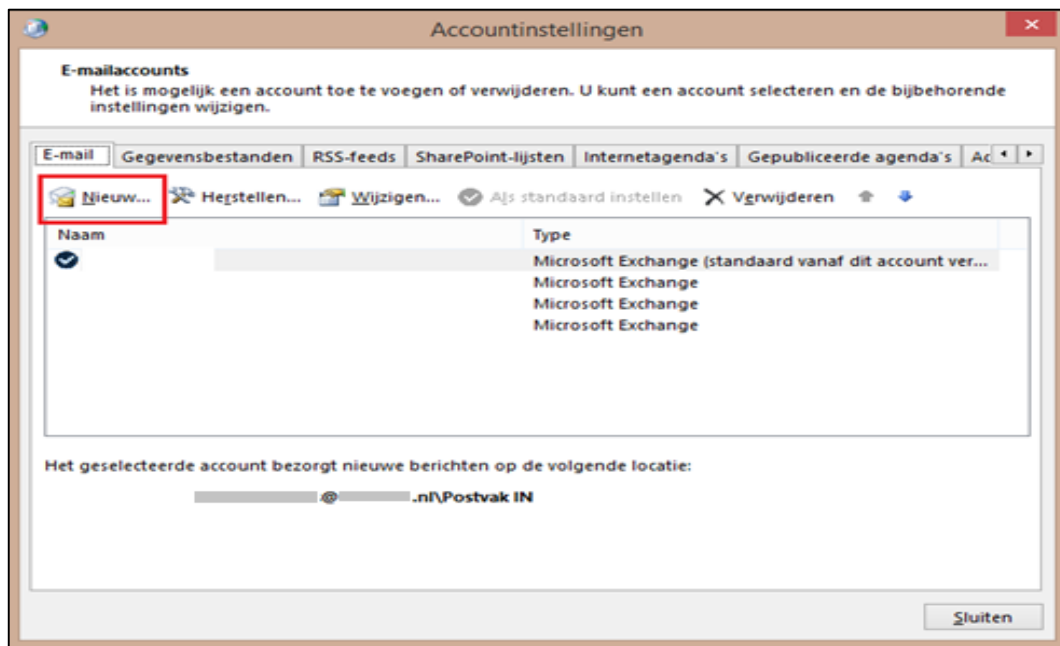 Accountinstellingen
E-mailaccounts
Het is mogelijk een account toe te voegen of verwijderen. U kunt een account selecteren en de bijbehorende
instellingen wijzigen.
E-mail Gegevensbestanden RSS-feeds SharePoint-lijsten Internetagenda's Gepubliceerde agenda's Ac
Nieuw... Herstellen... Wijzigen... Als standaard instellen Verwijderen
Naam Type
Microsoft Exchange (standaard vanaf dit account ver...
Microsoft Exchange
Microsoft Exchange
Microsoft Exchange
Het geselecteerde account bezorgt nieuwe berichten op de volgende locatie:
@ .nl\Postvak IN
Sluiten